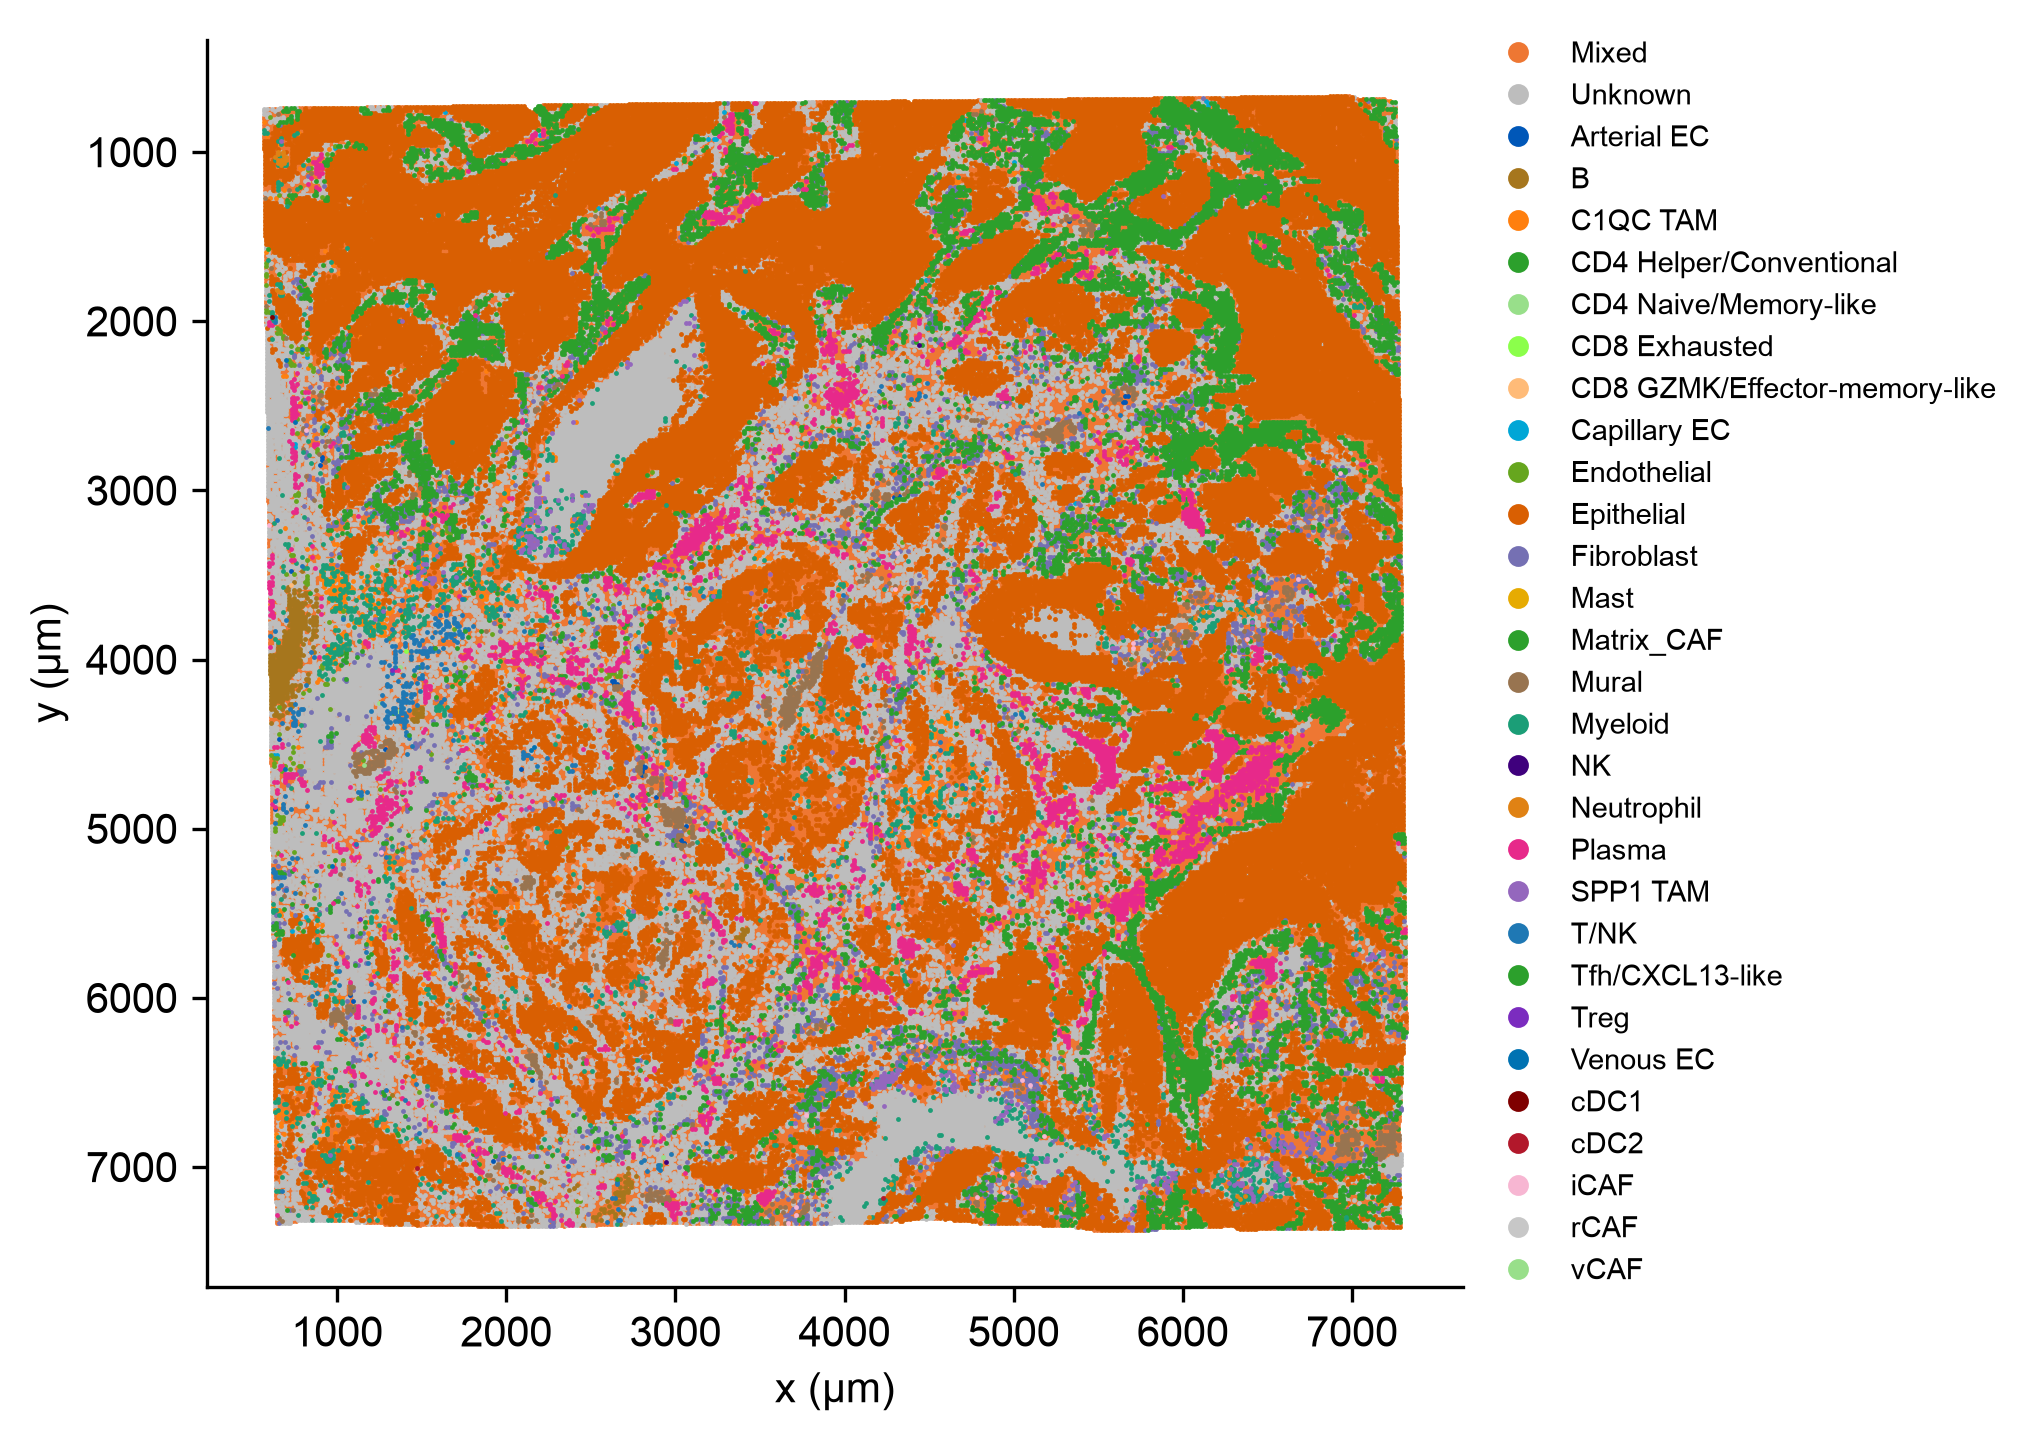 1000
2000
3000
4000
5000
6000
7000
y (µm)
1000 2000 3000 4000 5000 6000 7000
x (µm)
Mixed
Unknown
Arterial EC
B
C1QC TAM
CD4 Helper/Conventional
CD4 Naive/Memory-like
CD8 Exhausted
CD8 GZMK/Effector-memory-like
Capillary EC
Endothelial
Epithelial
Fibroblast
Mast
Matrix_CAF
Mural
Myeloid
NK
Neutrophil
Plasma
SPP1 TAM
T/NK
Tfh/CXCL13-like
Treg
Venous EC
cDC1
cDC2
iCAF
rCAF
vCAF